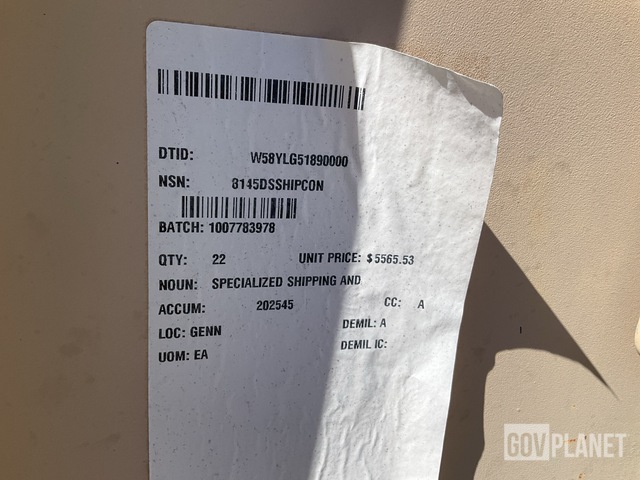 DTID: W58YLG51890000
NSN: 8145DSSHIPCON
BATCH: 1007783978
QTY: 22 UNIT PRICE: $5565.53
NOUN: SPECIALIZED SHIPPING AND
ACCUM: 202545 CC: A
LOC: GENN DEMIL: A
UOM: EA DEMIL IC:
GOVPLANET